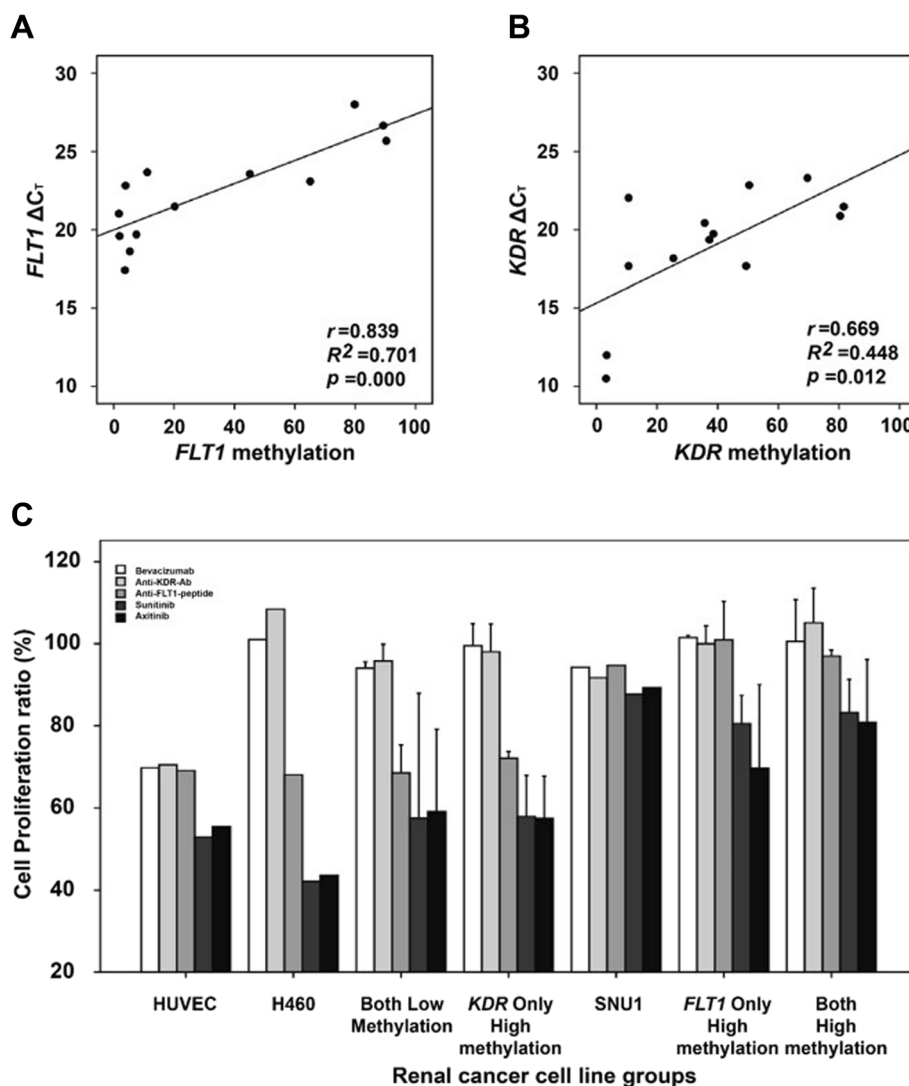 A
30
25
20
15
10
FLT1 ΔCT
r=0.839
R2 =0.701
p =0.000
0 20 40 60 80 100
FLT1 methylation
B
30
25
20
15
10
KDR ΔCT
r=0.669
R2 =0.448
p =0.012
0 20 40 60 80 100
KDR methylation
C
120
100
80
60
40
20
Cell Proliferation ratio (%)
Bevacizumab
Anti-KDR-Ab
Anti-FLT1-peptide
Sunitinib
Axitinib
HUVEC
H460
Both Low
Methylation
KDR Only
High
methylation
SNU1
FLT1 Only
High
methylation
Both
High
methylation
Renal cancer cell line groups